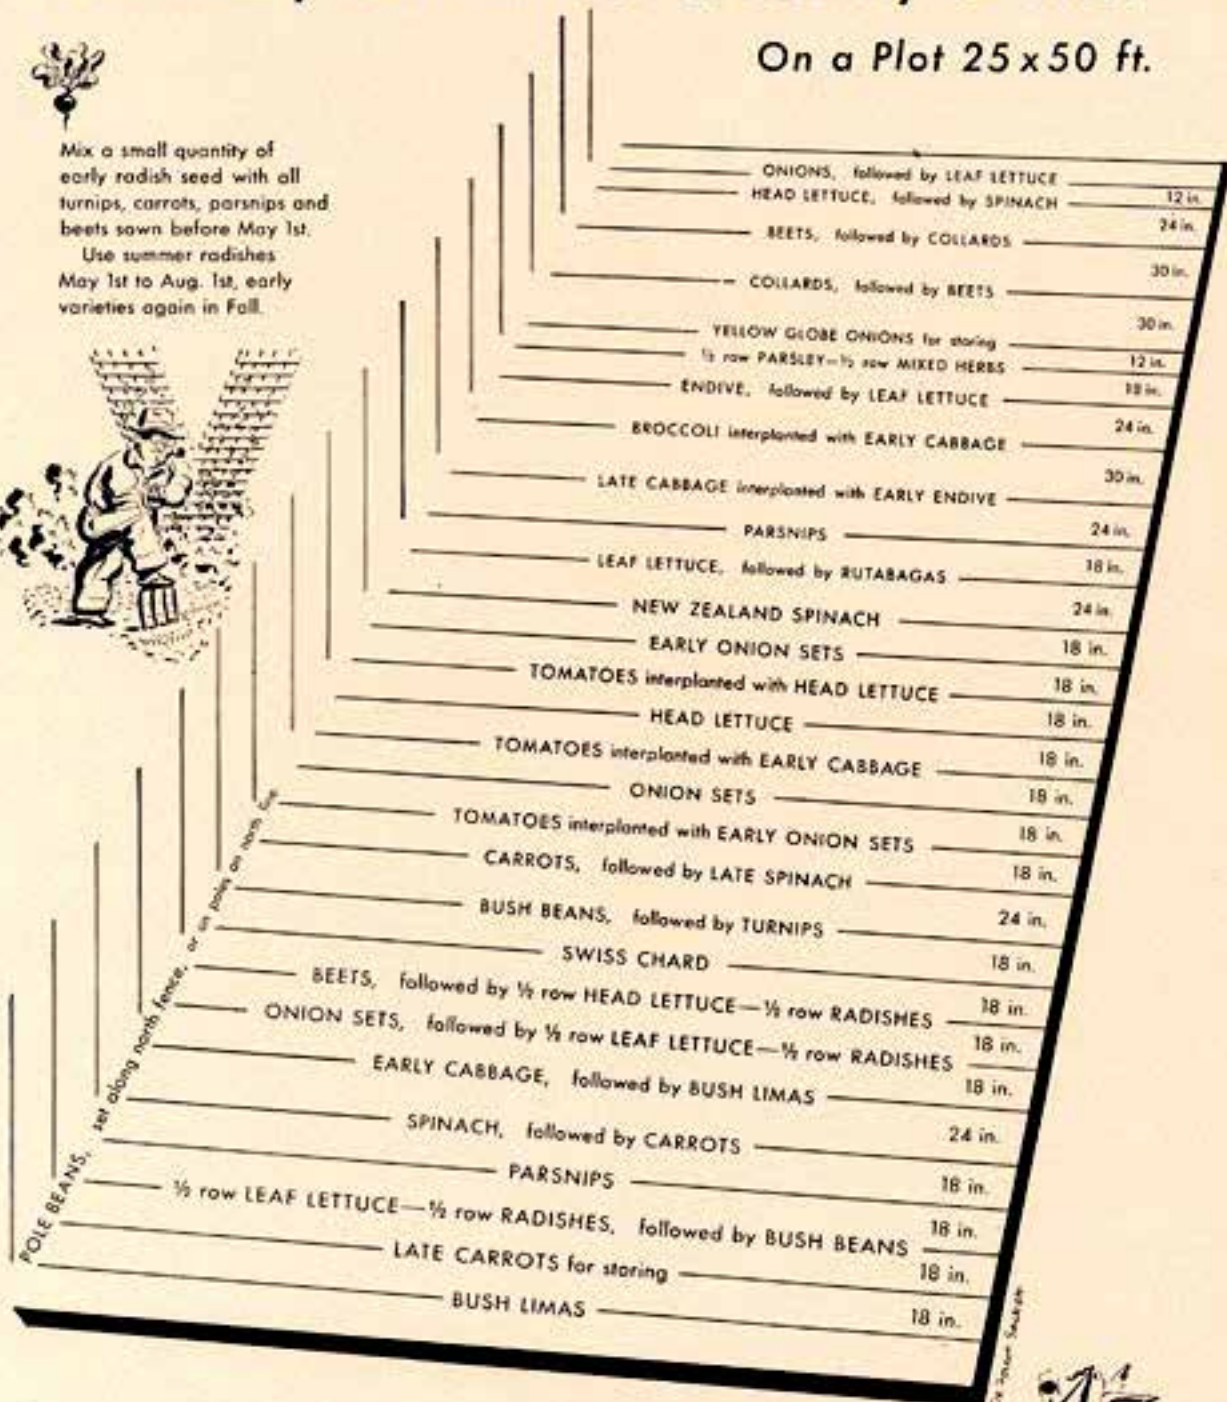 On a Plot 25 x 50 ft.
Mix a small quantity of
early radish seed with all
turnips, carrots, parsnips and
beets sown before May 1st.
Use summer radishes
May 1st to Aug. 1st, early
varieties again in Fall.
ONIONS, followed by LEAF LETTUCE
12 in.
HEAD LETTUCE, followed by SPINACH
24 in.
BEETS, followed by COLLARDS
30 in.
COLLARDS, followed by BEETS
30 in.
YELLOW GLOBE ONIONS for storing
12 in.
½ row PARSLEY—½ row MIXED HERBS
18 in.
ENDIVE, followed by LEAF LETTUCE
24 in.
BROCCOLI interplanted with EARLY CABBAGE
30 in.
LATE CABBAGE interplanted with EARLY ENDIVE
24 in.
PARSNIPS
18 in.
LEAF LETTUCE, followed by RUTABAGAS
24 in.
NEW ZEALAND SPINACH
18 in.
EARLY ONION SETS
18 in.
TOMATOES interplanted with HEAD LETTUCE
18 in.
HEAD LETTUCE
18 in.
TOMATOES interplanted with EARLY CABBAGE
18 in.
ONION SETS
18 in.
TOMATOES interplanted with EARLY ONION SETS
18 in.
CARROTS, followed by LATE SPINACH
24 in.
BUSH BEANS, followed by TURNIPS
18 in.
SWISS CHARD
18 in.
BEETS, followed by ½ row HEAD LETTUCE—½ row RADISHES
18 in.
ONION SETS, followed by ½ row LEAF LETTUCE—½ row RADISHES
18 in.
EARLY CABBAGE, followed by BUSH LIMAS
24 in.
SPINACH, followed by CARROTS
18 in.
PARSNIPS
18 in.
½ row LEAF LETTUCE—½ row RADISHES, followed by BUSH BEANS
18 in.
LATE CARROTS for storing
18 in.
BUSH LIMAS
POLE BEANS, set along north fence, or on poles on north line